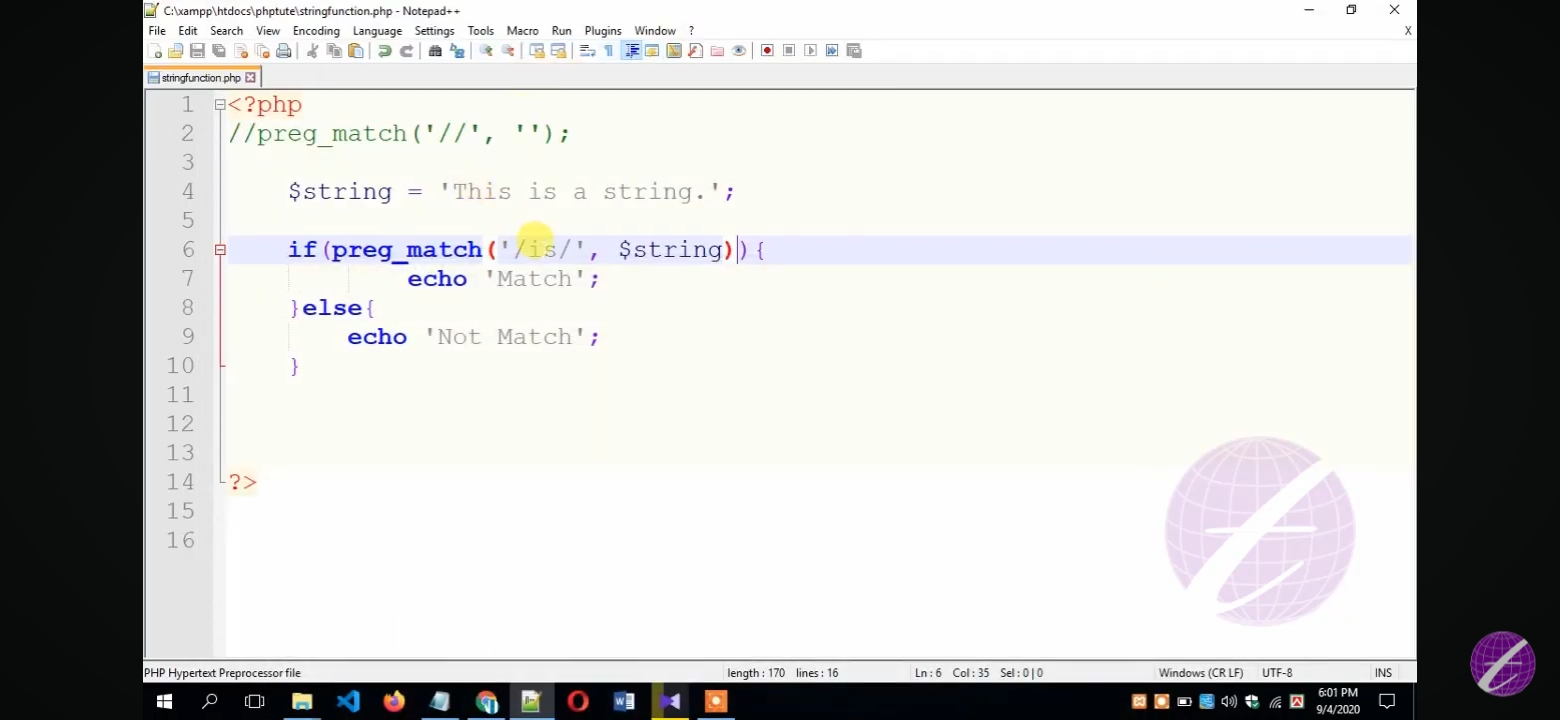 C:\xampp\htdocs\phptute\stringfunction.php - Notepad++
File Edit Search View Encoding Language Settings Tools Macro Run Plugins Window ? X
stringfunction.php
1 <?php
2 //preg_match('//', '');
3
4 $string = 'This is a string.';
5
6 if(preg_match('/is/', $string)){
7 echo 'Match';
8 }else{
9 echo 'Not Match';
10 }
11
12
13
14 ?>
15
16
PHP Hypertext Preprocessor file length : 170 lines : 16 Ln : 6 Col : 35 Sel : 0 | 0 Windows (CR LF) UTF-8 INS
6:01 PM
9/4/2020